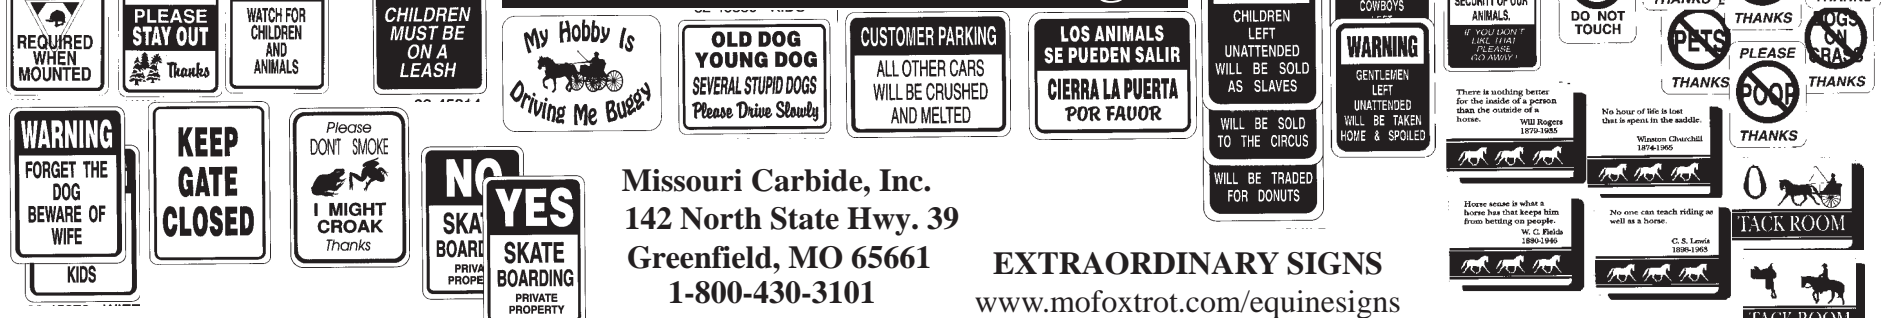 REQUIRED
WHEN
MOUNTED
PLEASE
STAY OUT
Thanks
WATCH FOR
CHILDREN
AND
ANIMALS
CHILDREN
MUST BE
ON A
LEASH
My Hobby Is
Driving Me Buggy
OLD DOG
YOUNG DOG
SEVERAL STUPID DOGS
Please Drive Slowly
CUSTOMER PARKING
ALL OTHER CARS
WILL BE CRUSHED
AND MELTED
LOS ANIMALS
SE PUEDEN SALIR
CIERRA LA PUERTA
POR FAUOR
CHILDREN
LEFT
UNATTENDED
WILL BE SOLD
AS SLAVES
WILL BE SOLD
TO THE CIRCUS
WILL BE TRADED
FOR DONUTS
COWBOYS
LEFT
WARNING
GENTLEMEN
LEFT
UNATTENDED
WILL BE TAKEN
HOME & SPOILED
SECURITY OF OUR
ANIMALS.
IF YOU DON'T
LIKE THAT
PLEASE
GO AWAY!
DO NOT
TOUCH
THANKS
PETS
THANKS
THANKS
PLEASE
POOP
THANKS
DOGS
ON
GRASS
THANKS
WARNING
FORGET THE
DOG
BEWARE OF
WIFE
KIDS
KEEP
GATE
CLOSED
Please
DON'T SMOKE
I MIGHT
CROAK
Thanks
NO
SKA
BOARD
PRIVA
PROPE
YES
SKATE
BOARDING
PRIVATE
PROPERTY
Missouri Carbide, Inc.
142 North State Hwy. 39
Greenfield, MO 65661
1-800-430-3101
EXTRAORDINARY SIGNS
www.mofoxtrot.com/equinesigns
There is nothing better
for the inside of a person
than the outside of a
horse.
Will Rogers
1879-1935
No hour of life is lost
that is spent in the saddle.
Winston Churchill
1874-1965
Horse sense is what a
horse has that keeps him
from betting on people.
W. C. Fields
1880-1946
No one can teach riding as
well as a horse.
C. S. Lewis
1898-1963
TACK ROOM
TACK ROOM